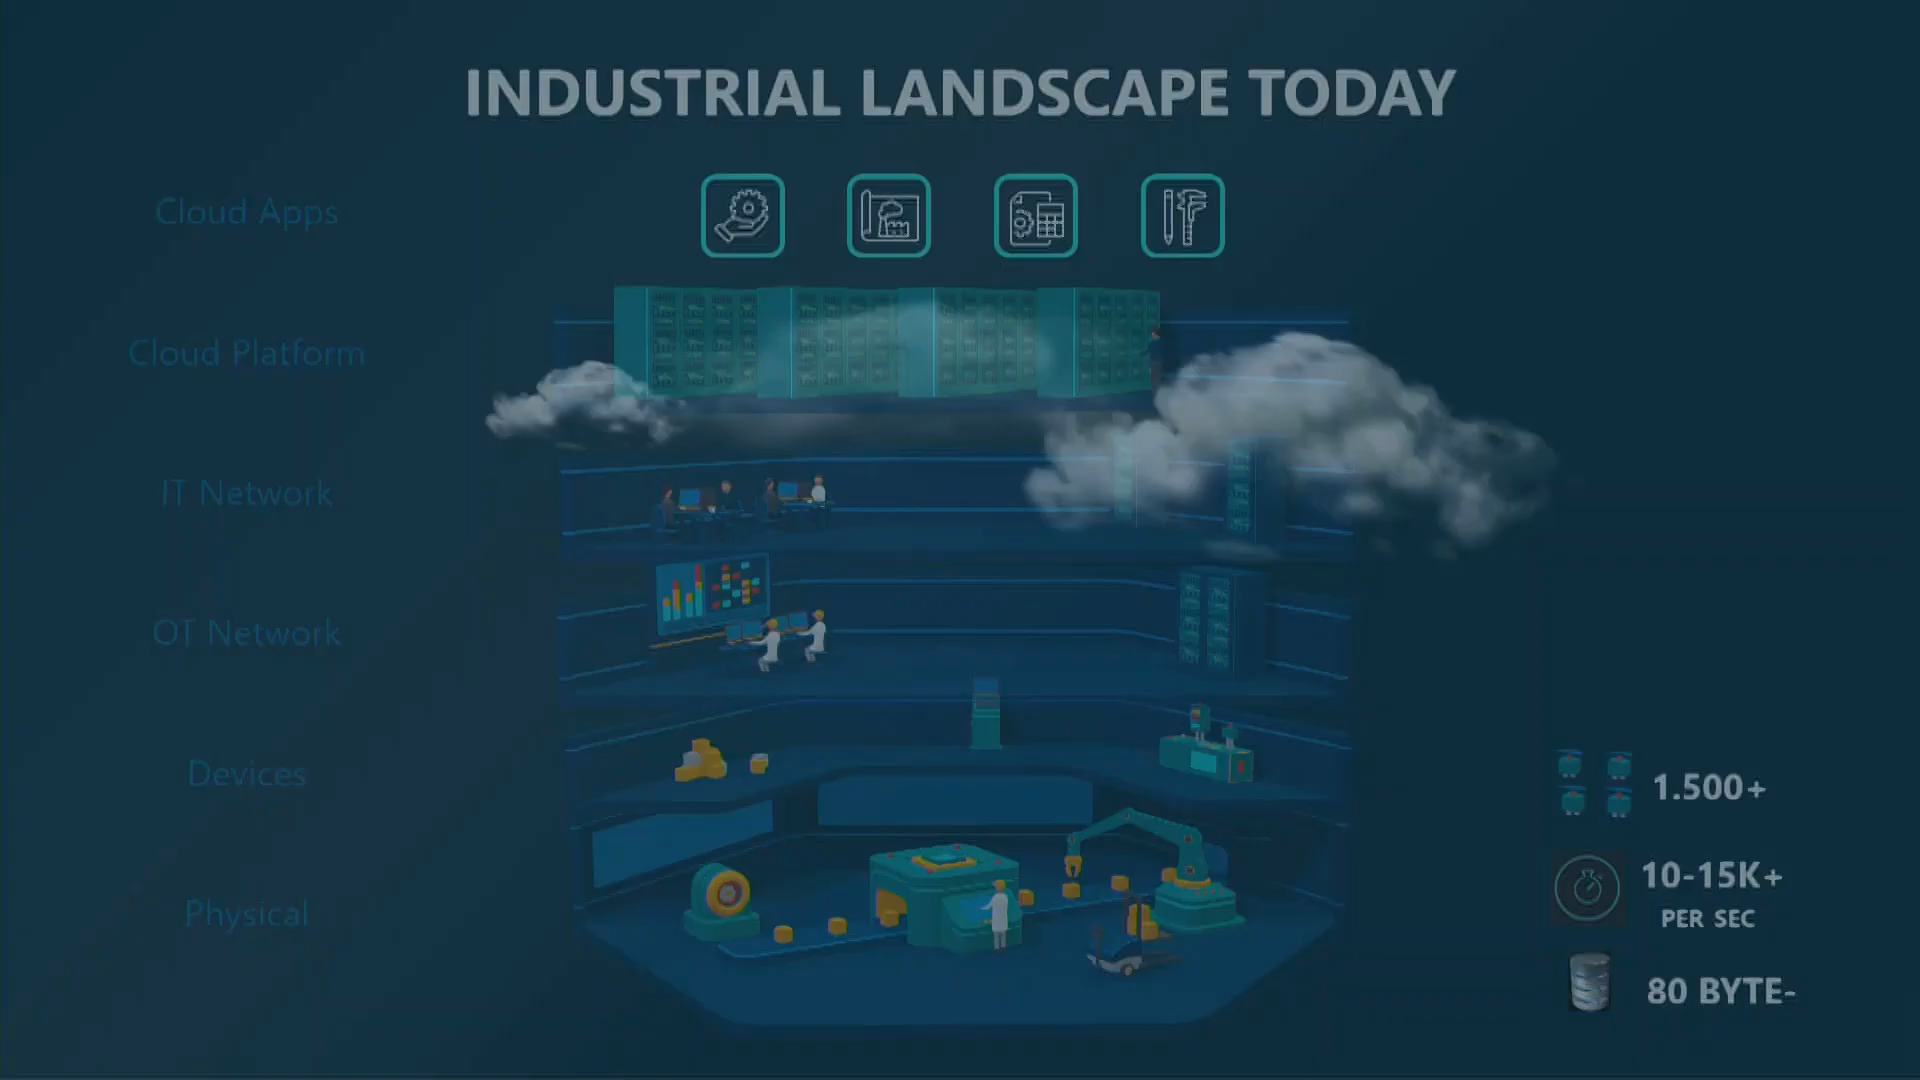 INDUSTRIAL LANDSCAPE TODAY
Cloud Apps
Cloud Platform
IT Network
OT Network
Devices
Physical
1.500+
10-15K+
PER SEC
80 BYTE-